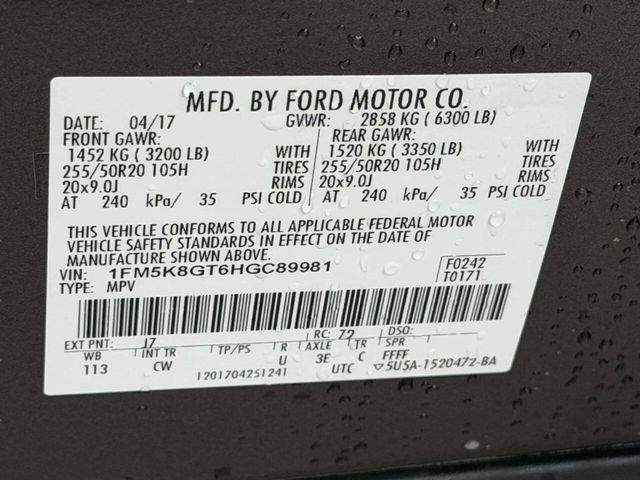 MFD. BY FORD MOTOR CO.
DATE: 04/17 GVWR: 2858 KG ( 6300 LB)
FRONT GAWR: REAR GAWR:
1452 KG ( 3200 LB) WITH 1520 KG ( 3350 LB) WITH
255/50R20 105H TIRES 255/50R20 105H TIRES
20x9.0J RIMS 20x9.0J RIMS
AT 240 kPa/ 35 PSI COLD AT 240 kPa/ 35 PSI COLD
THIS VEHICLE CONFORMS TO ALL APPLICABLE FEDERAL MOTOR
VEHICLE SAFETY STANDARDS IN EFFECT ON THE DATE OF
MANUFACTURE SHOWN ABOVE.
VIN: 1FM5K8GT6HGC89981 F0242
TYPE: MPV T0171
EXT PNT: J7 RC: 72 DSO:
WB INT TR TP/PS R AXLE TR SPR
113 CW U 3E C FFFF
1201704251241 UTC 5U5A-1520472-BA